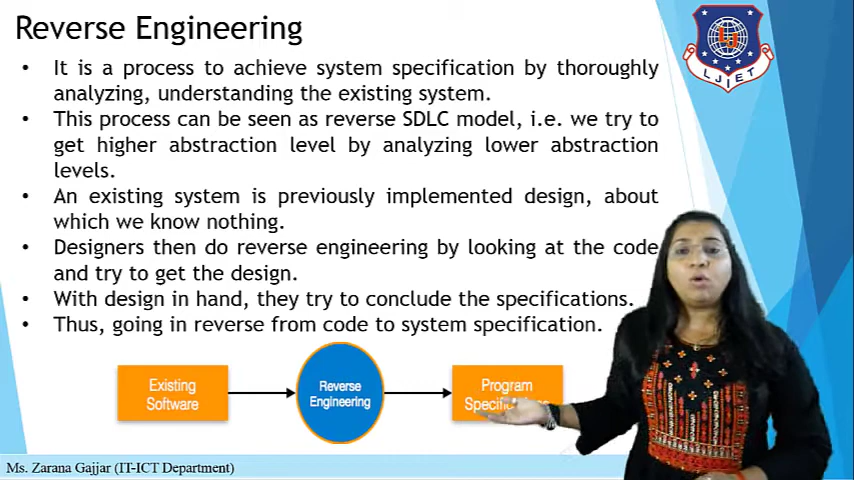 Reverse Engineering
• It is a process to achieve system specification by thoroughly
analyzing, understanding the existing system.
• This process can be seen as reverse SDLC model, i.e. we try to
get higher abstraction level by analyzing lower abstraction
levels.
• An existing system is previously implemented design, about
which we know nothing.
• Designers then do reverse engineering by looking at the code
and try to get the design.
• With design in hand, they try to conclude the specifications.
• Thus, going in reverse from code to system specification.
Existing
Software
Reverse
Engineering
Program
LJIET
Ms. Zarana Gajjar (IT-ICT Department)